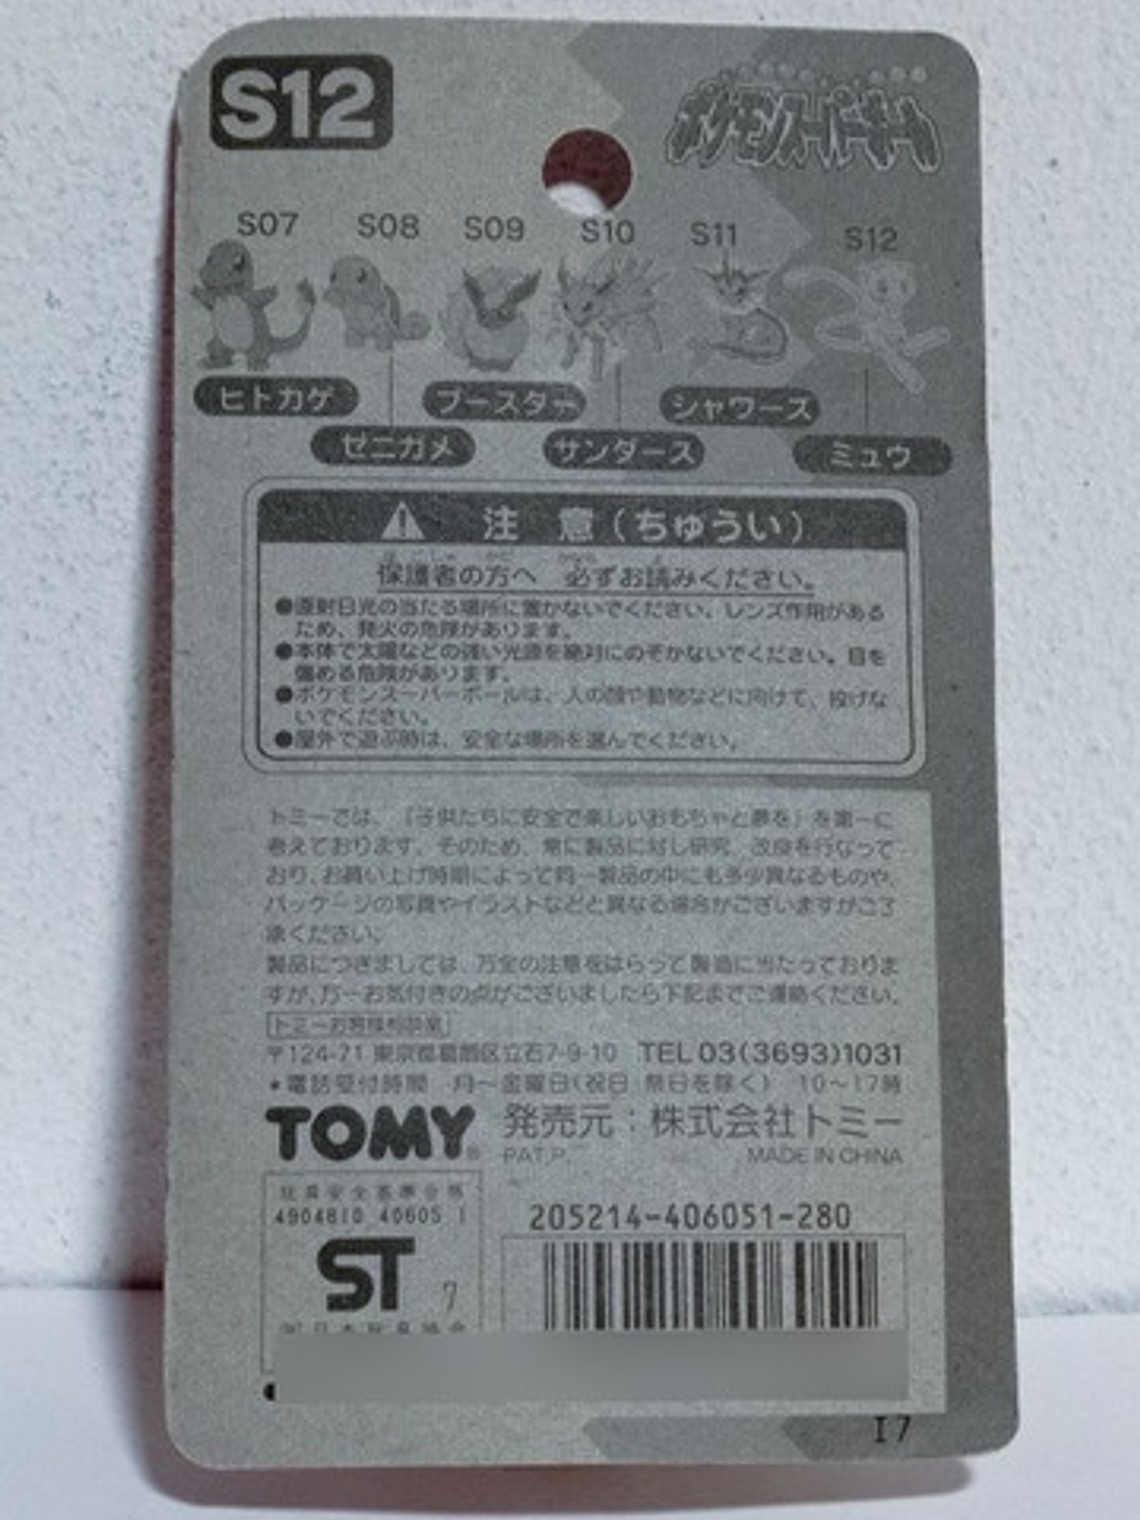 S12
ポケモンスーパーボール
S07 S08 S09 S10 S11 S12
ヒトカゲ ブースター シャワーズ
ゼニガメ サンダース ミュウ
注 意(ちゅうい)
保護者の方へ 必ずお読みください。
●直射日光の当たる場所に置かないでください。レンズ作用がある
ため、発火の危険があります。
●本体で太陽などの強い光源を絶対にのぞかないでください。目を
傷める危険があります。
●ポケモンスーパーボールは、人の顔や動物などに向けて、投げな
いでください。
●屋外で遊ぶ時は、安全な場所を選んでください。
トミーでは、「子供たちに安全で楽しいおもちゃと夢を」を第一に
考えております。そのため、常に製品に対し研究、改良を行なって
おり、お買い上げ時期によって同一製品の中にも多少異なるものや、
パッケージの写真やイラストなどと異なる場合がございますがご了
承ください。
製品につきましては、万全の注意をはらって製造に当たっておりま
すが、万一お気付きの点がございましたら下記までご連絡ください。
トミーお客様相談室
〒124-71 東京都葛飾区立石7-9-10 TEL 03(3693)1031
★電話受付時間 月～金曜日(祝日・祭日を除く) 10～17時
TOMY® 発売元：株式会社トミー
PAT.P. MADE IN CHINA
玩具安全基準合格
4904810 40605 1
205214-406051-280
ST 7
I7